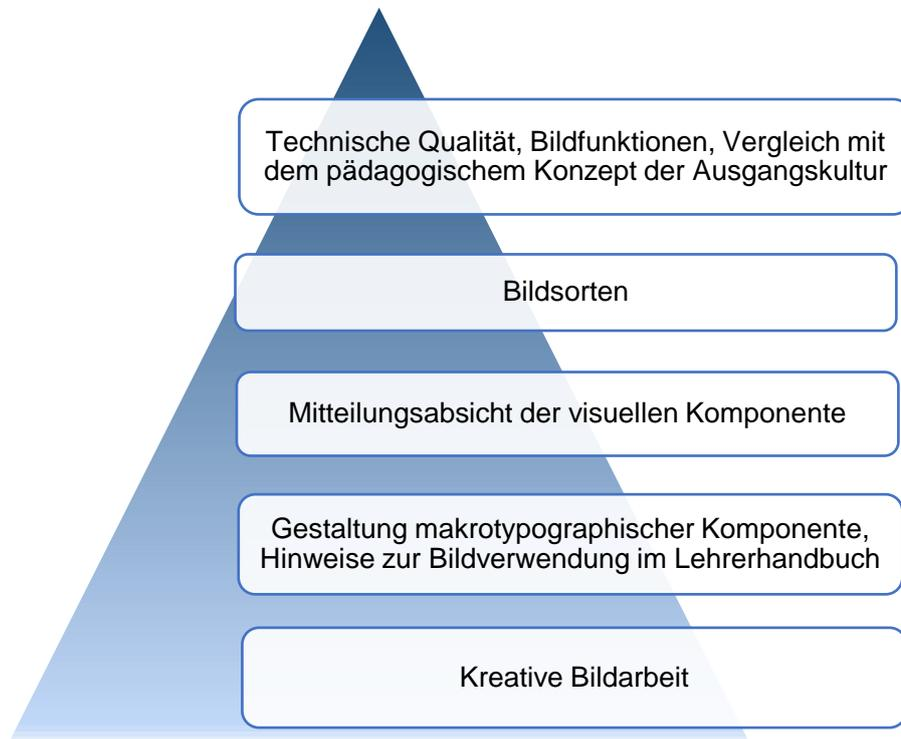 Technische Qualität, Bildfunktionen, Vergleich mit
dem pädagogischem Konzept der Ausgangskultur
Bildsorten
Mitteilungsabsicht der visuellen Komponente
Gestaltung makrotypographischer Komponente,
Hinweise zur Bildverwendung im Lehrerhandbuch
Kreative Bildarbeit